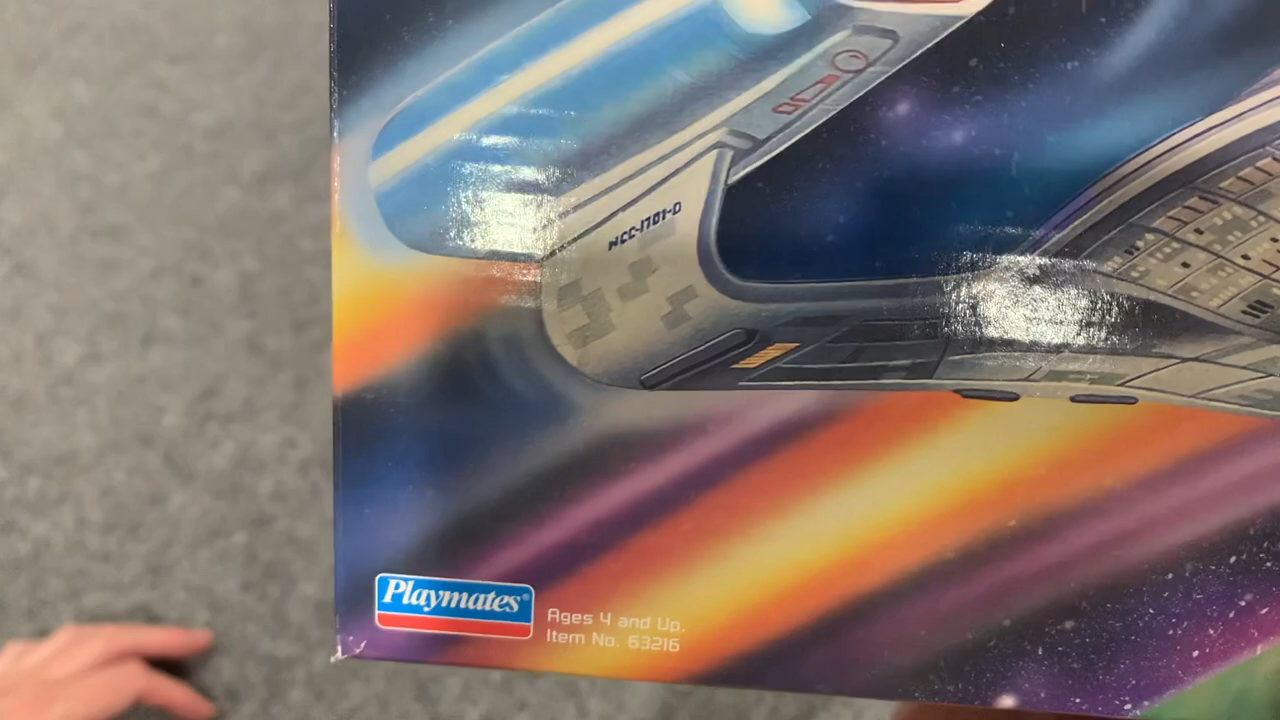 NCC-1701-D
Playmates®
Ages 4 and Up.
Item No. 63216